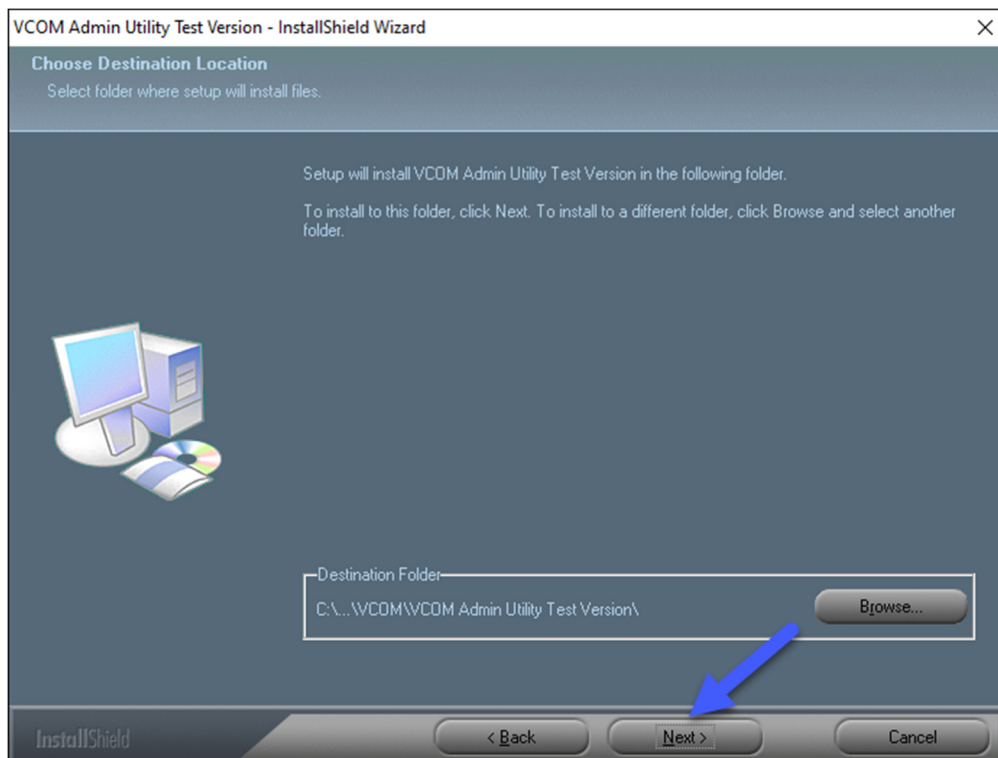 VCOM Admin Utility Test Version - InstallShield Wizard
Choose Destination Location
Select folder where setup will install files.
Setup will install VCOM Admin Utility Test Version in the following folder.
To install to this folder, click Next. To install to a different folder, click Browse and select another
folder.
Destination Folder
C:\...\VCOM\VCOM Admin Utility Test Version\
Browse...
InstallShield
< Back
Next >
Cancel